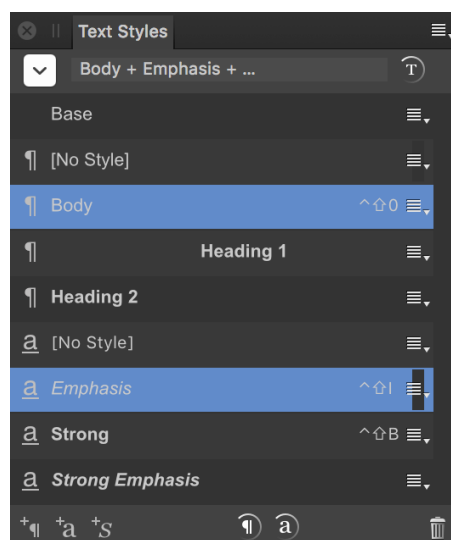 Text Styles
Body + Emphasis + ...
T
Base
¶ [No Style]
¶ Body ^⇧0
¶ Heading 1
¶ Heading 2
a [No Style]
a Emphasis ^⇧I
a Strong ^⇧B
a Strong Emphasis
+¶ +a +S ¶ a